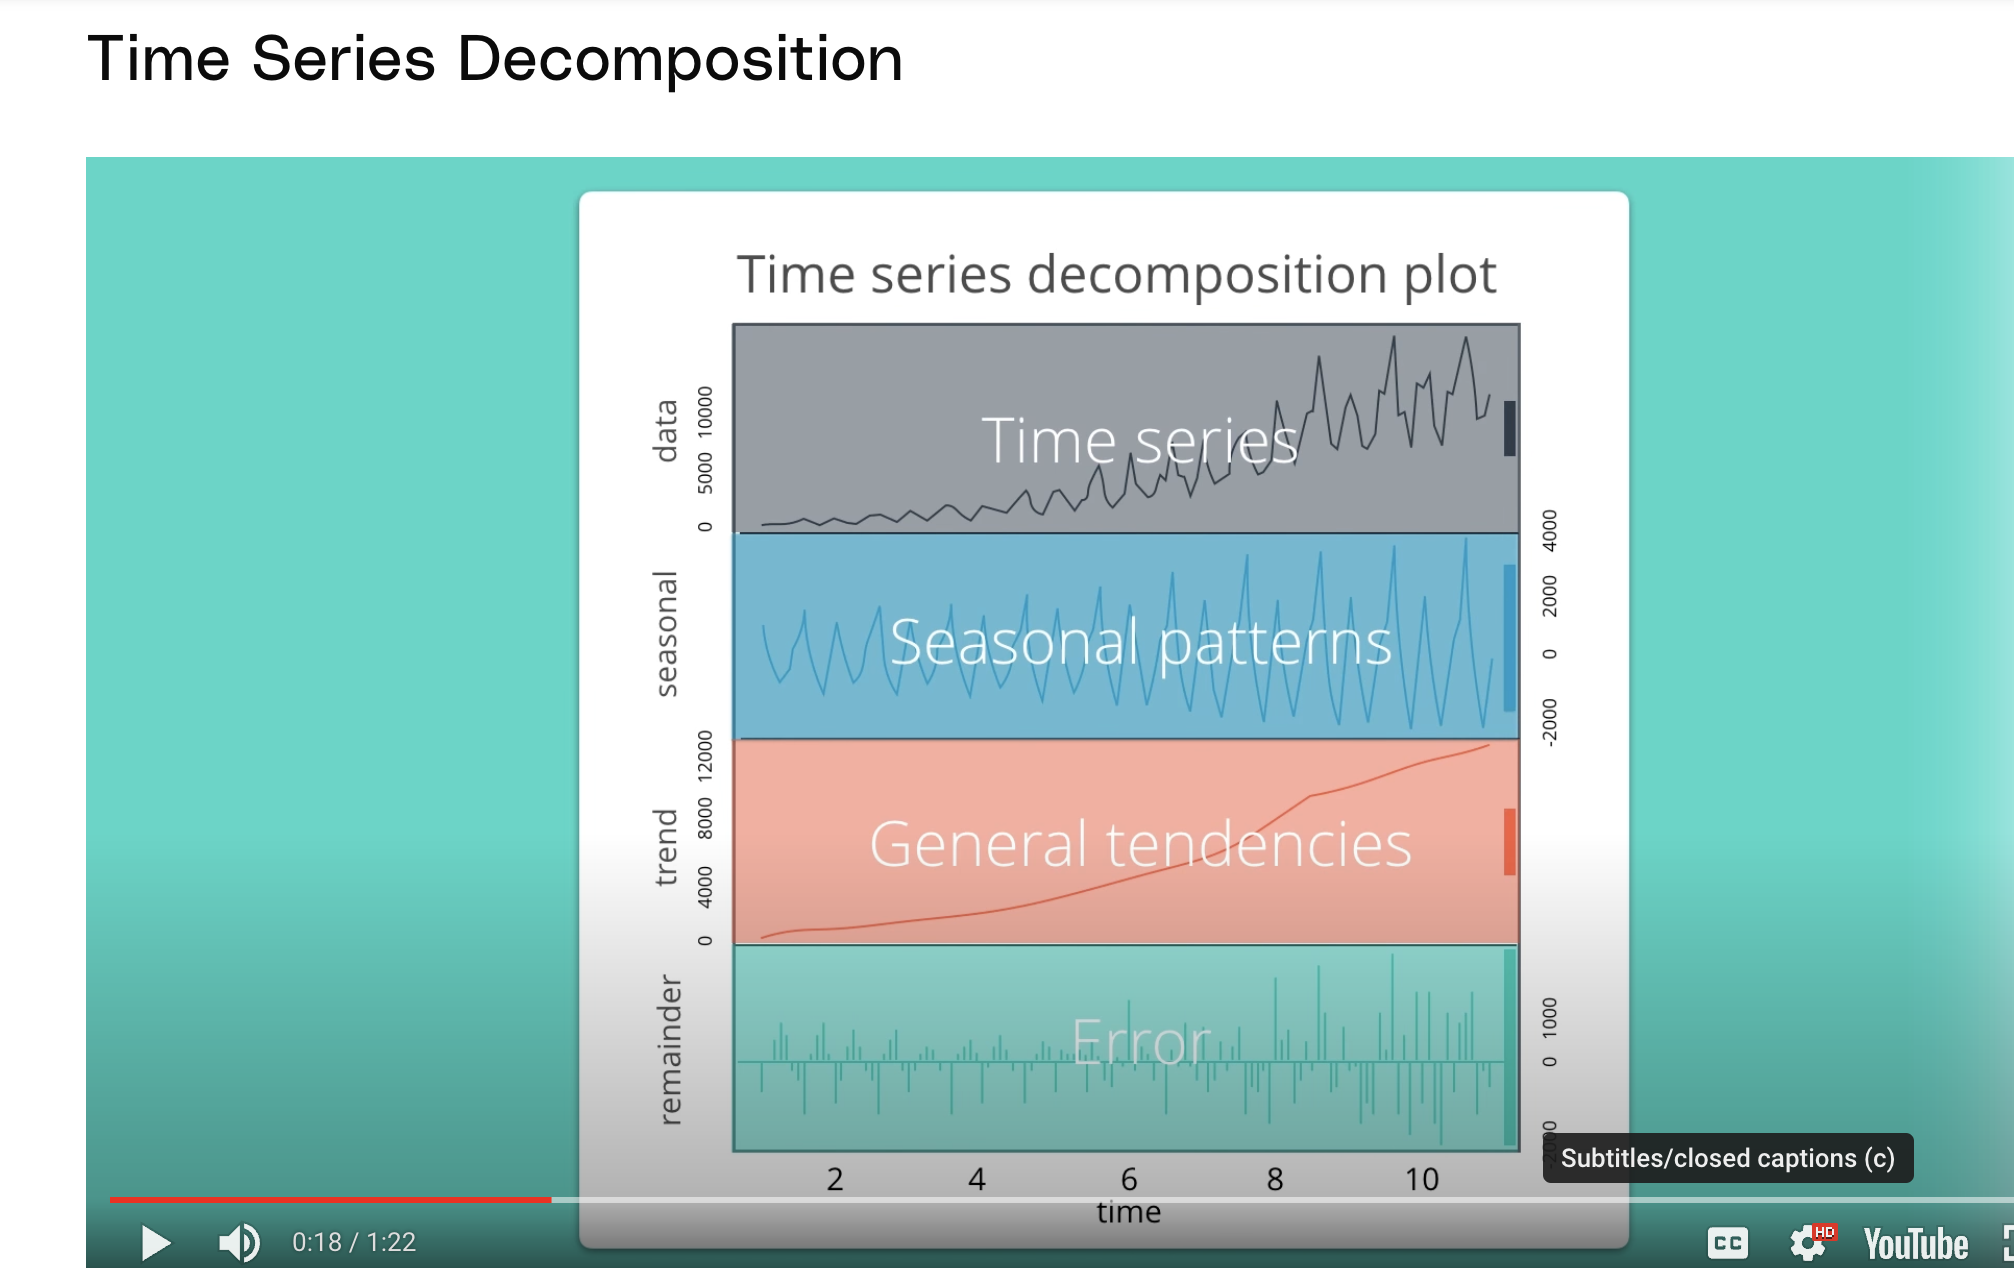 Time Series Decomposition
Time series decomposition plot
data
0 5000 10000
Time series
seasonal
-2000 0 2000 4000
Seasonal patterns
trend
0 4000 8000 12000
General tendencies
remainder
0 1000
Error
2 4 6 8 10
time
Subtitles/closed captions (c)
0:18 / 1:22
CC
HD
YouTube